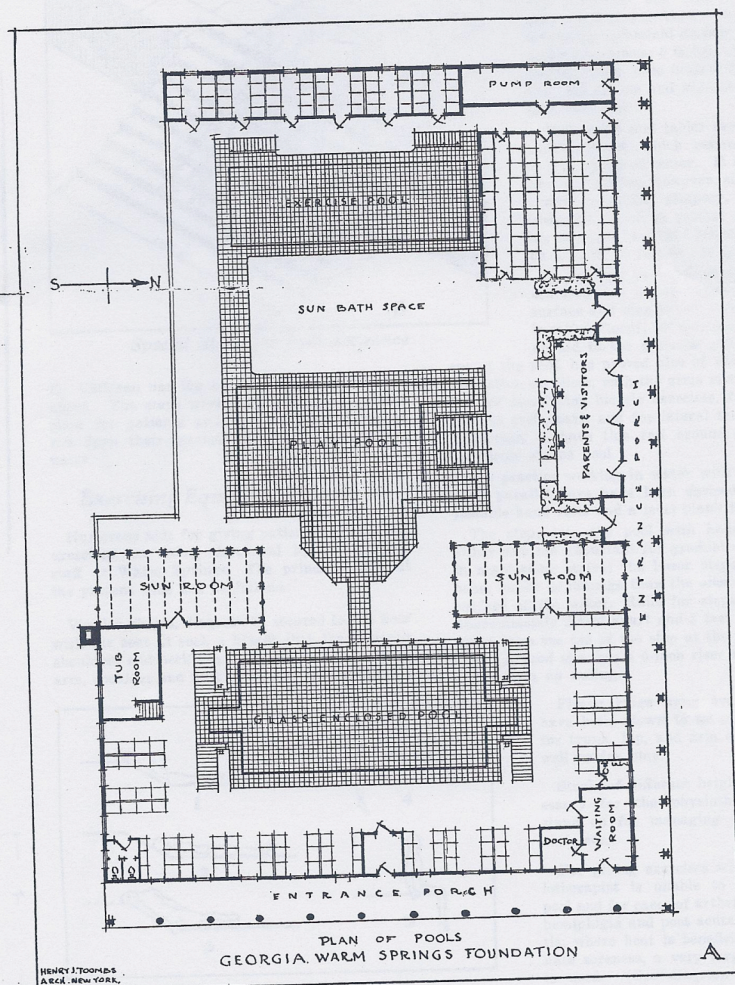 PUMP ROOM
EXERCISE POOL
S N
SUN BATH SPACE
PARENTS & VISITORS
ENTRANCE PORCH
PLAY POOL
SUN ROOM
SUN ROOM
TUB
ROOM
GLASS ENCLOSED POOL
WAITING
ROOM
DOCTOR
ENTRANCE PORCH
PLAN OF POOLS
GEORGIA. WARM SPRINGS FOUNDATION
A
HENRY J. TOOMBS
ARCH. NEW YORK.